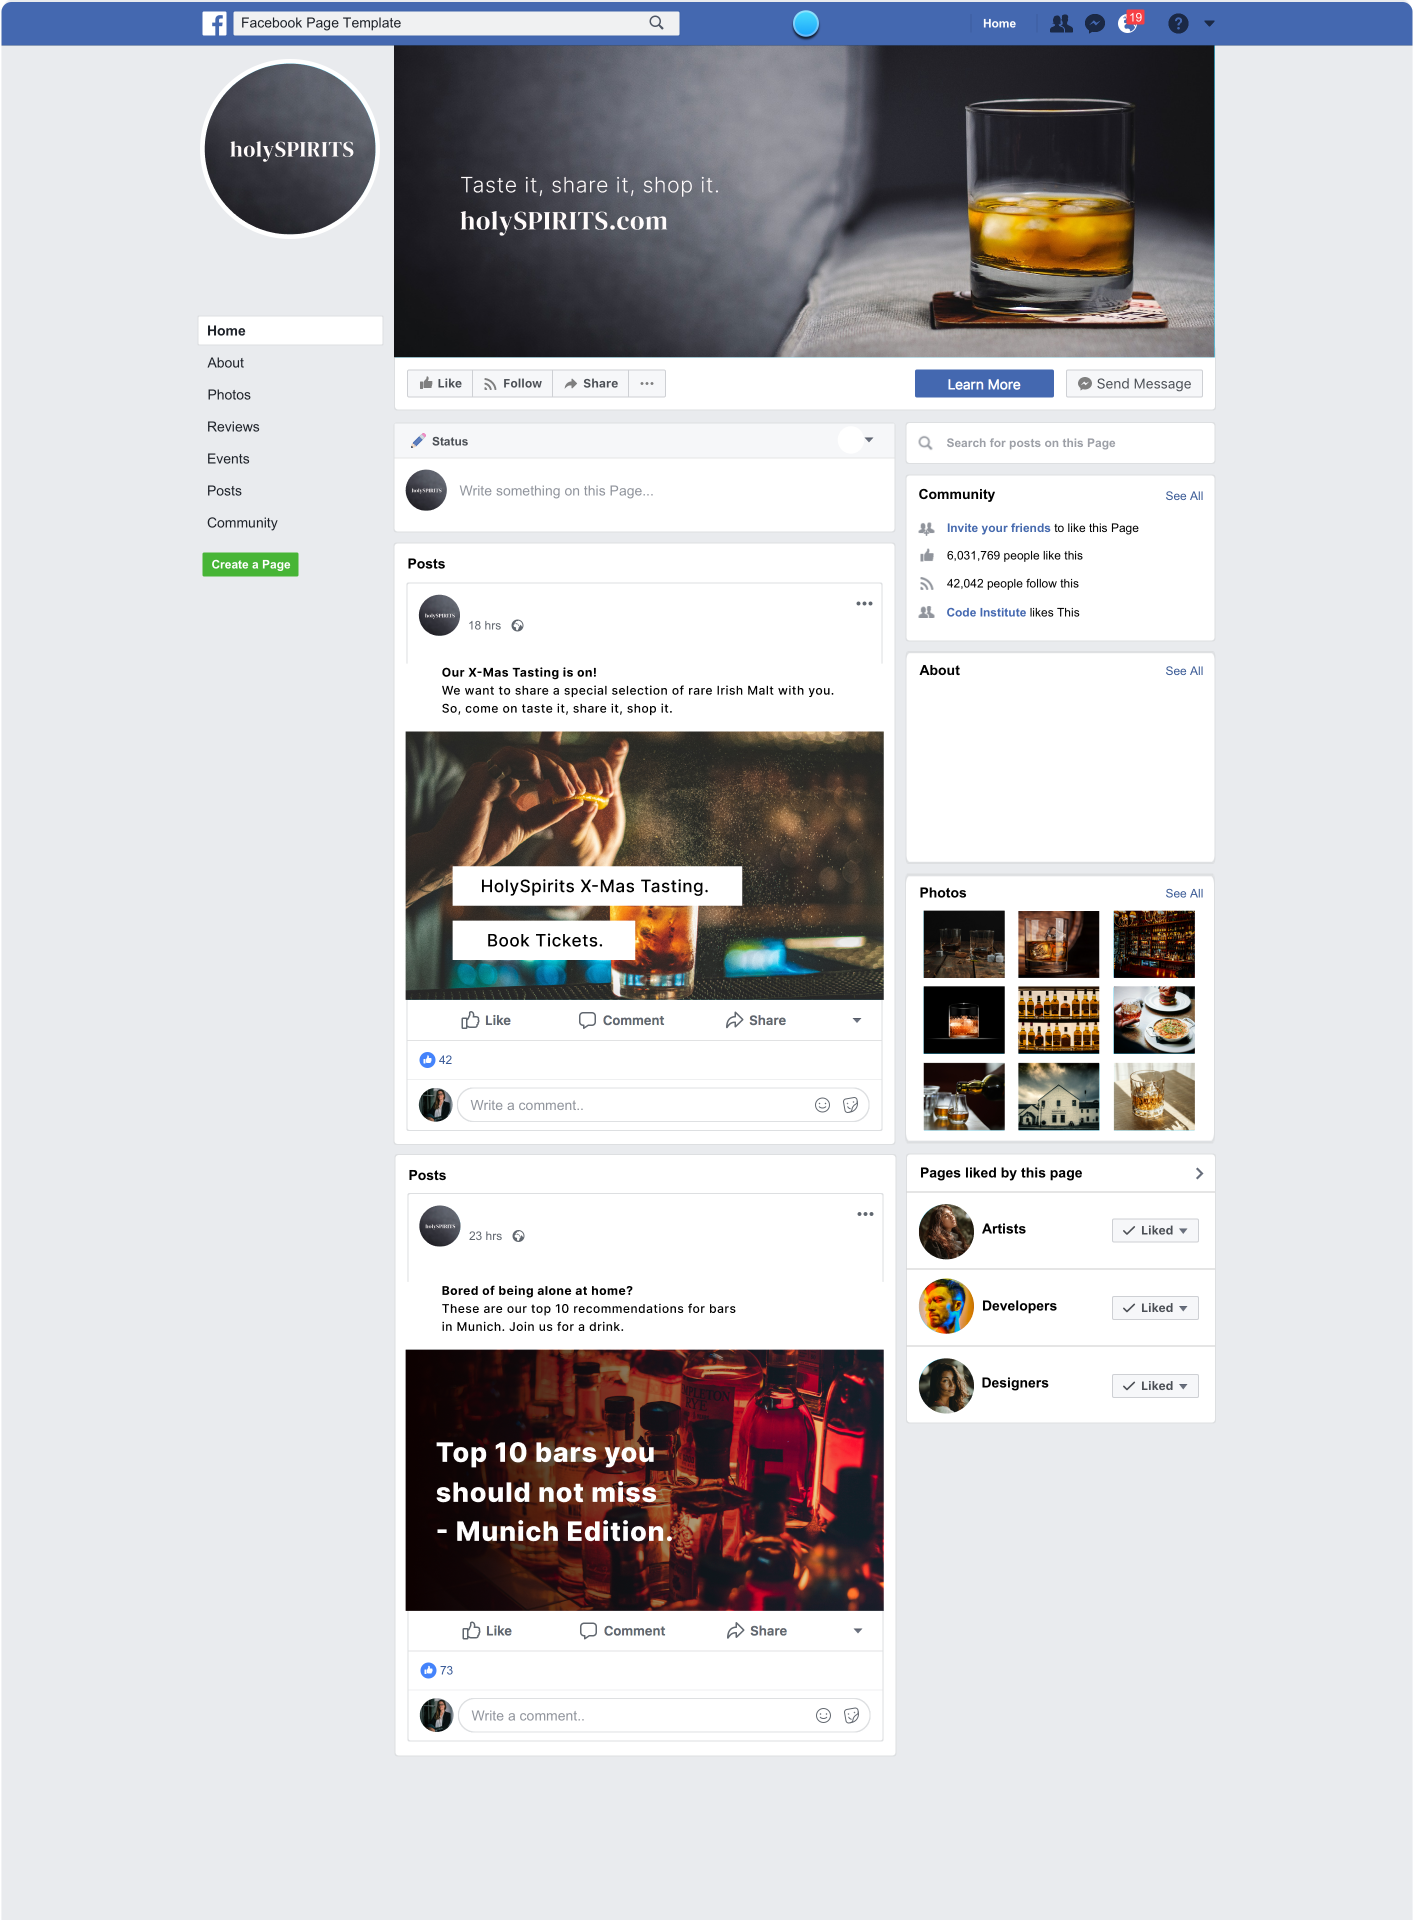 Facebook Page Template
Home
19
?
holySPIRITS
Taste it, share it, shop it.
holySPIRITS.com
Home
About
Photos
Reviews
Events
Posts
Community
Create a Page
Like
Follow
Share
Learn More
Send Message
Status
holySPIRITS
Write something on this Page...
Posts
holySPIRITS
18 hrs
Our X-Mas Tasting is on!
We want to share a special selection of rare Irish Malt with you.
So, come on taste it, share it, shop it.
HolySpirits X-Mas Tasting.
Book Tickets.
Like
Comment
Share
42
Write a comment..
Posts
holySPIRITS
23 hrs
Bored of being alone at home?
These are our top 10 recommendations for bars
in Munich. Join us for a drink.
Top 10 bars you
should not miss
- Munich Edition.
Like
Comment
Share
73
Write a comment..
Search for posts on this Page
Community
See All
Invite your friends to like this Page
6,031,769 people like this
42,042 people follow this
Code Institute likes This
About
See All
Photos
See All
Pages liked by this page
Artists
Liked
Developers
Liked
Designers
Liked